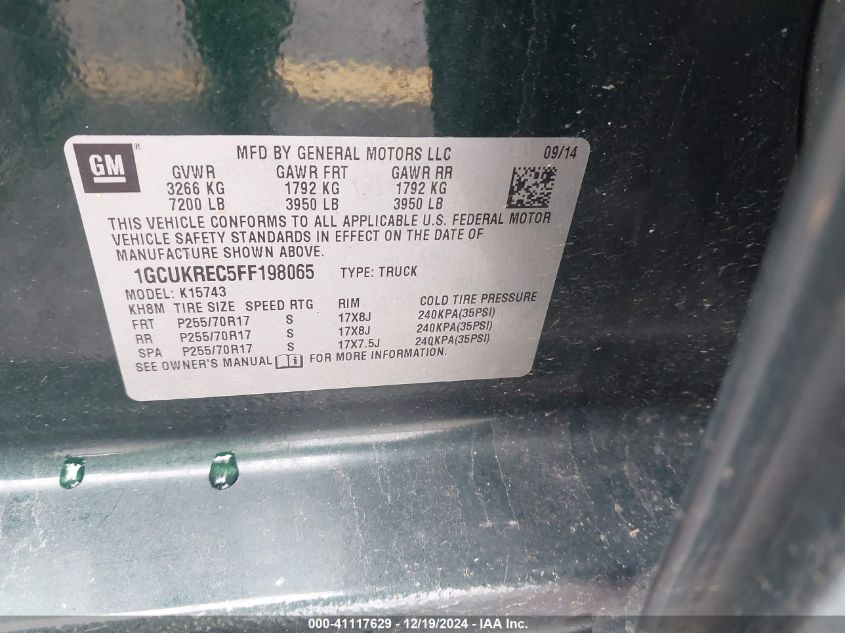 GM ® MFD BY GENERAL MOTORS LLC 09/14
GVWR GAWR FRT GAWR RR
3266 KG 1792 KG 1792 KG
7200 LB 3950 LB 3950 LB
THIS VEHICLE CONFORMS TO ALL APPLICABLE U.S. FEDERAL MOTOR
VEHICLE SAFETY STANDARDS IN EFFECT ON THE DATE OF
MANUFACTURE SHOWN ABOVE.
1GCUKREC5FF198065 TYPE: TRUCK
MODEL: K15743
KH8M TIRE SIZE SPEED RTG RIM COLD TIRE PRESSURE
FRT P255/70R17 S 17X8J 240KPA(35PSI)
RR P255/70R17 S 17X8J 240KPA(35PSI)
SPA P255/70R17 S 17X7.5J 240KPA(35PSI)
SEE OWNER'S MANUAL FOR MORE INFORMATION.
000-41117629 - 12/19/2024 - IAA Inc.